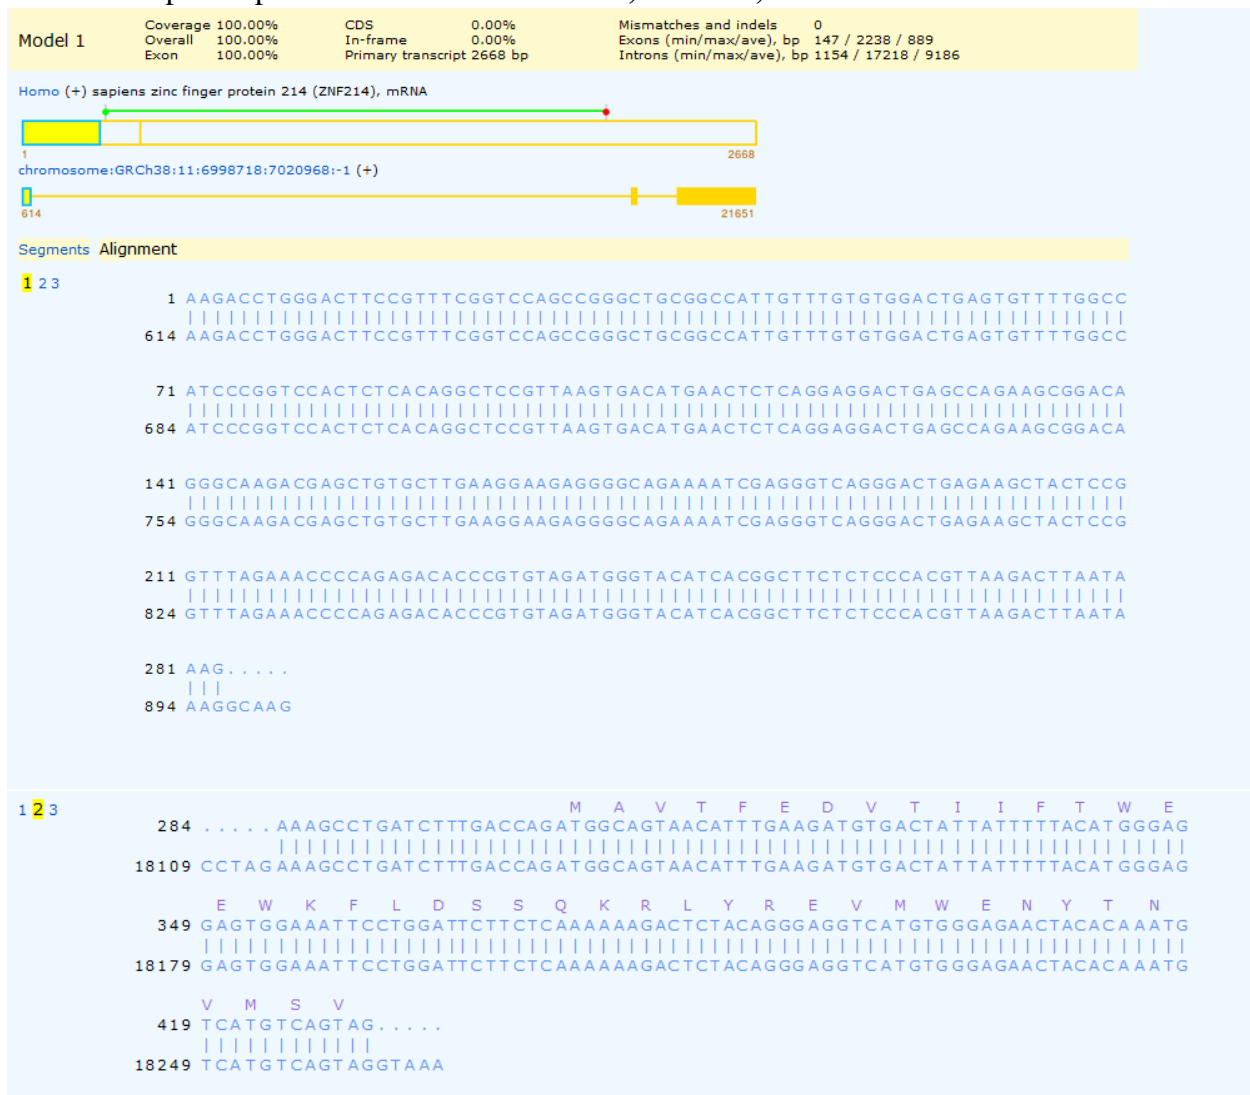 Model 1
Coverage 100.00% CDS 0.00% Mismatches and indels 0
Overall 100.00% In-frame 0.00% Exons (min/max/ave), bp 147 / 2238 / 889
Exon 100.00% Primary transcript 2668 bp Introns (min/max/ave), bp 1154 / 17218 / 9186
Homo (+) sapiens zinc finger protein 214 (ZNF214), mRNA
1 2668
chromosome:GRCh38:11:6998718:7020968:-1 (+)
614 21651
Segments Alignment
1 2 3
1 AAGACCTGGGACTTCCGTTTCGGTCCAGCCGGGCTGCGGCCATTGTTTGTGTGGACTGAGTGTTTTGGCC
614 AAGACCTGGGACTTCCGTTTCGGTCCAGCCGGGCTGCGGCCATTGTTTGTGTGGACTGAGTGTTTTGGCC
71 ATCCCGGTCCACTCTCACAGGCTCCGTTAAGTGACATGAACTCTCAGGAGGACTGAGCCAGAAGCGGACA
684 ATCCCGGTCCACTCTCACAGGCTCCGTTAAGTGACATGAACTCTCAGGAGGACTGAGCCAGAAGCGGACA
141 GGGCAAGACGAGCTGTGCTTGAAGGAAGAGGGGCAGAAAATCGAGGGTCAGGGACTGAGAAGCTACTCCG
754 GGGCAAGACGAGCTGTGCTTGAAGGAAGAGGGGCAGAAAATCGAGGGTCAGGGACTGAGAAGCTACTCCG
211 GTTTAGAAACCCCAGAGACACCCGTGTAGATGGGTACATCACGGCTTCTCTCCCACGTTAAGACTTAATA
824 GTTTAGAAACCCCAGAGACACCCGTGTAGATGGGTACATCACGGCTTCTCTCCCACGTTAAGACTTAATA
281 AAG.....
894 AAGGCAAG
1 2 3
M A V T F E D V T I I F T W E
284 .....AAAGCCTGATCTTTGACCAGATGGCAGTAACATTTGAAGATGTGACTATTATTTTTACATGGGAG
18109 CCTAGAAAGCCTGATCTTTGACCAGATGGCAGTAACATTTGAAGATGTGACTATTATTTTTACATGGGAG
E W K F L D S S Q K R L Y R E V M W E N Y T N
349 GAGTGGAAATTCCTGGATTCTTCTCAAAAAAGACTCTACAGGGAGGTCATGTGGGAGAACTACACAAATG
18179 GAGTGGAAATTCCTGGATTCTTCTCAAAAAAGACTCTACAGGGAGGTCATGTGGGAGAACTACACAAATG
V M S V
419 TCATGTCAGTAG.....
18249 TCATGTCAGTAGGTAAA